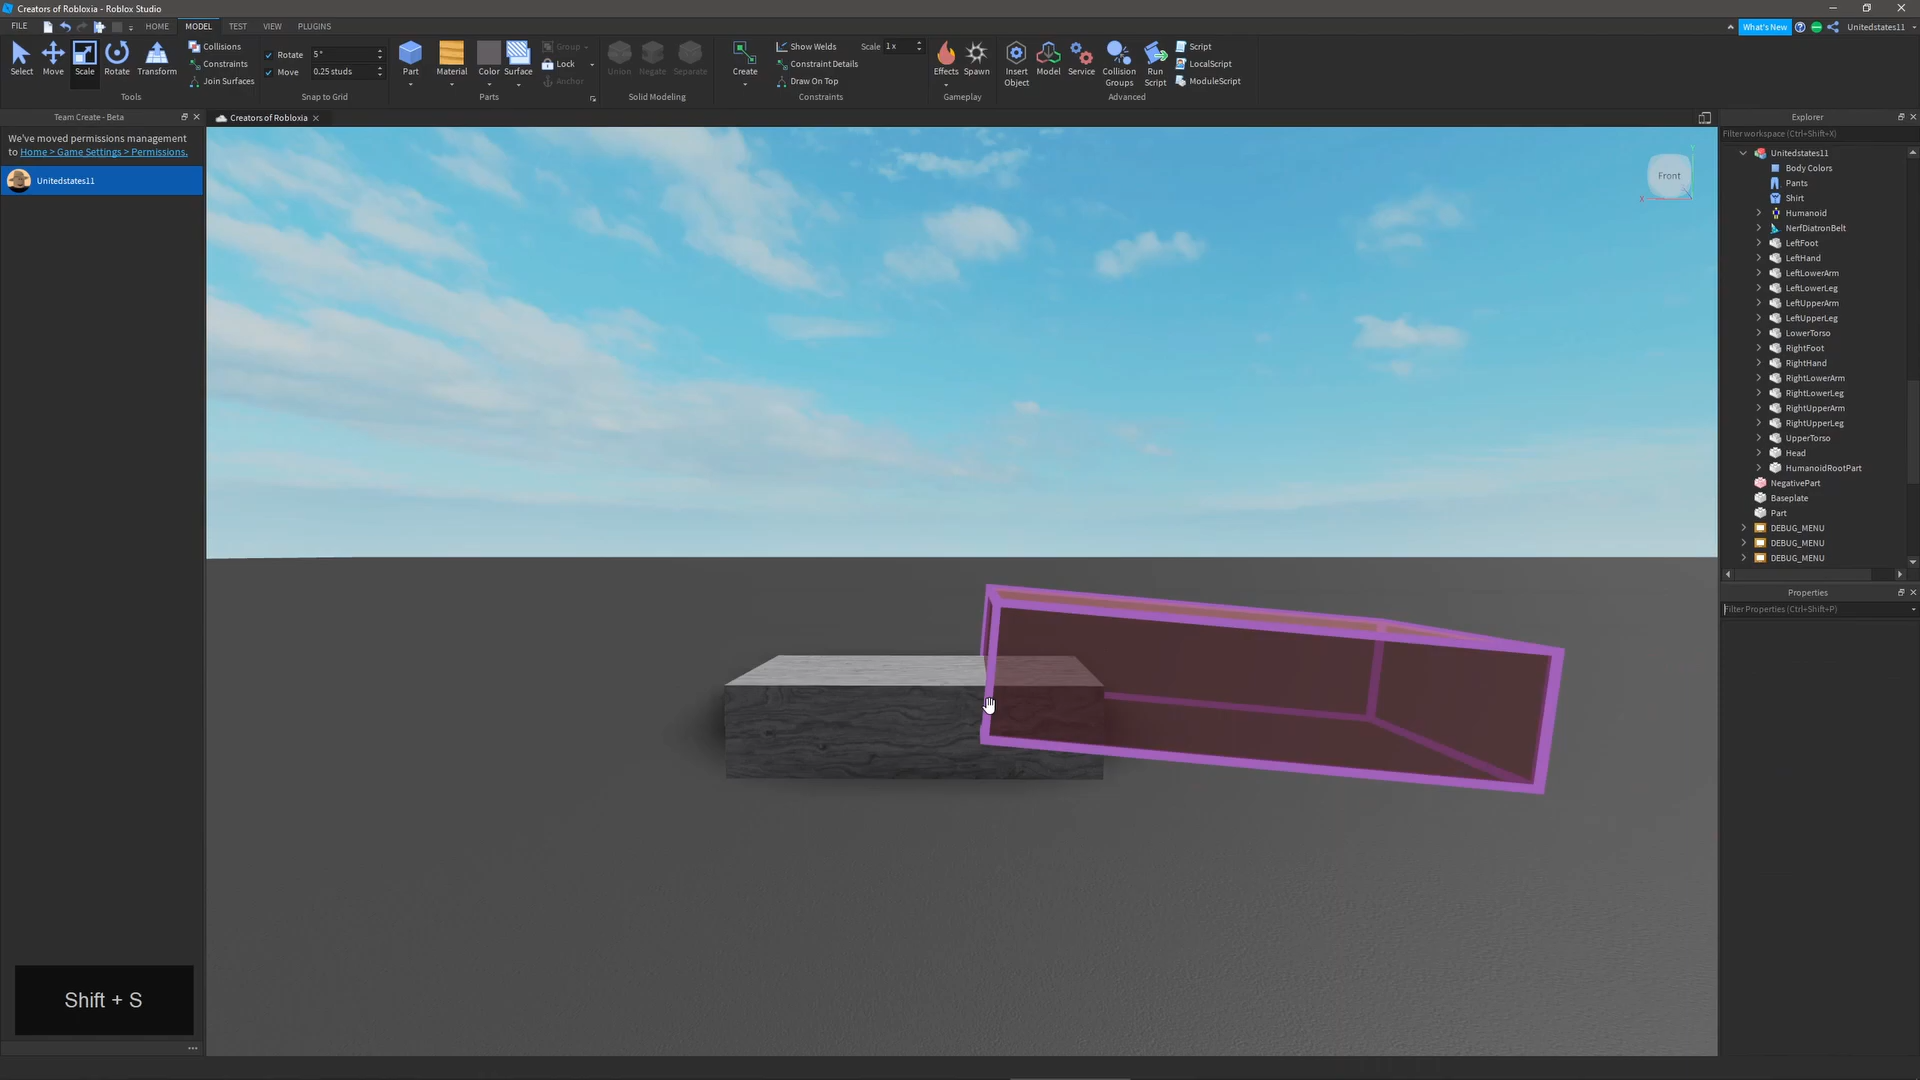 Creators of Robloxia - Roblox Studio
FILE
HOME
MODEL
TEST
VIEW
PLUGINS
What's New
Unitedstates11
Select
Move
Scale
Rotate
Transform
Collisions
Constraints
Join Surfaces
Tools
Rotate
5 °
Move
0.25 studs
Snap to Grid
Part
Material
Color
Surface
Group
Lock
Anchor
Parts
Union
Negate
Separate
Solid Modeling
Create
Show Welds
Scale
1 x
Constraint Details
Draw On Top
Constraints
Effects
Spawn
Gameplay
Insert
Object
Model
Service
Collision
Groups
Run
Script
Script
LocalScript
ModuleScript
Advanced
Team Create - Beta
We've moved permissions management
to Home > Game Settings > Permissions.
Unitedstates11
Creators of Robloxia
Front
X
Y
Explorer
Filter workspace (Ctrl+Shift+X)
Unitedstates11
Body Colors
Pants
Shirt
Humanoid
NerfDiatronBelt
LeftFoot
LeftHand
LeftLowerArm
LeftLowerLeg
LeftUpperArm
LeftUpperLeg
LowerTorso
RightFoot
RightHand
RightLowerArm
RightLowerLeg
RightUpperArm
RightUpperLeg
UpperTorso
Head
HumanoidRootPart
NegativePart
Baseplate
Part
DEBUG_MENU
DEBUG_MENU
DEBUG_MENU
Properties
Filter Properties (Ctrl+Shift+P)
Shift + S